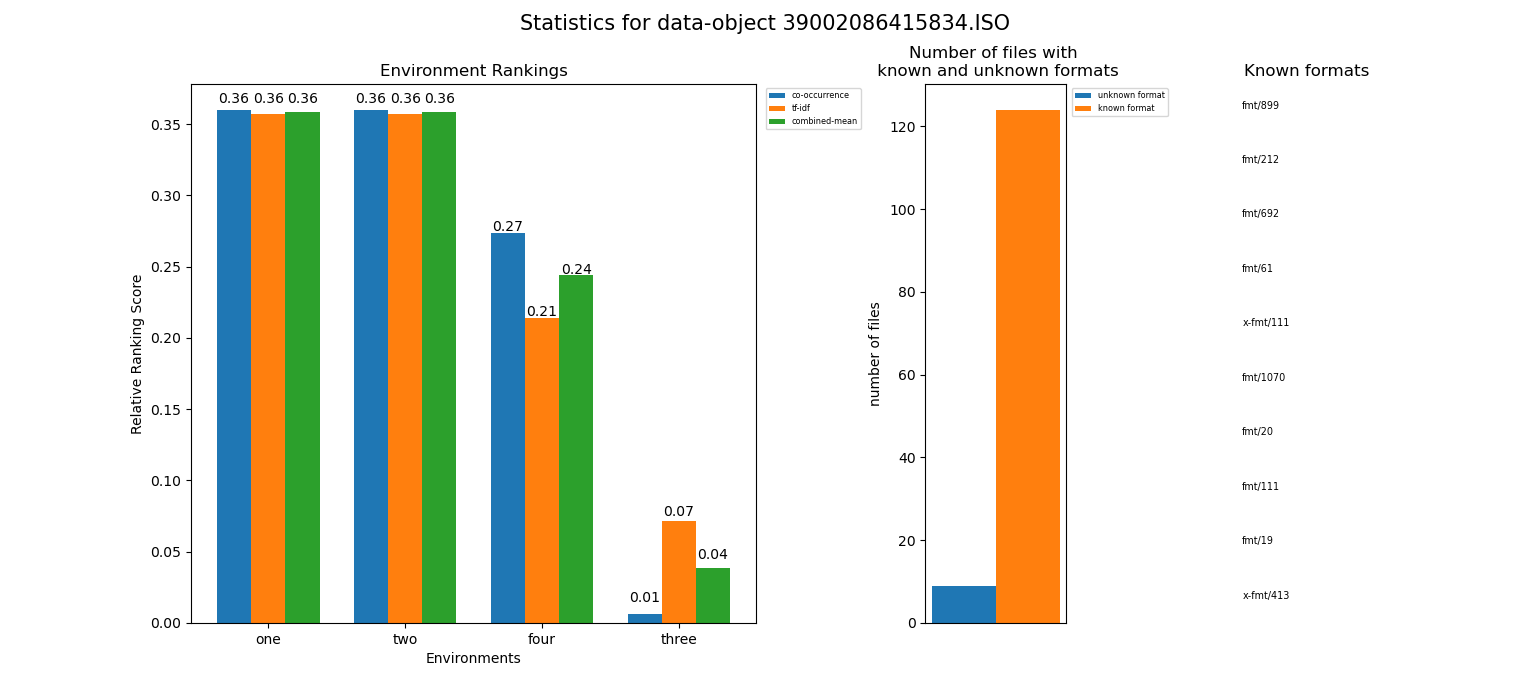 Statistics for data-object 39002086415834.ISO
Environment Rankings
0.36 0.36 0.36 0.36 0.36 0.36
0.27
0.21
0.24
0.01
0.07
0.04
0.35
0.30
0.25
0.20
0.15
0.10
0.05
0.00
Relative Ranking Score
one two four three
Environments
co-occurrence
tf-idf
combined-mean
Number of files with
known and unknown formats
120
100
80
60
40
20
0
number of files
unknown format
known format
Known formats
fmt/899
fmt/212
fmt/692
fmt/61
x-fmt/111
fmt/1070
fmt/20
fmt/111
fmt/19
x-fmt/413